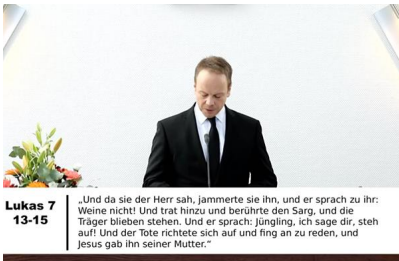 Lukas 7
13-15
„Und da sie der Herr sah, jammerte sie ihn, und er sprach zu ihr:
Weine nicht! Und trat hinzu und berührte den Sarg, und die
Träger blieben stehen. Und er sprach: Jüngling, ich sage dir, steh
auf! Und der Tote richtete sich auf und fing an zu reden, und
Jesus gab ihn seiner Mutter.“